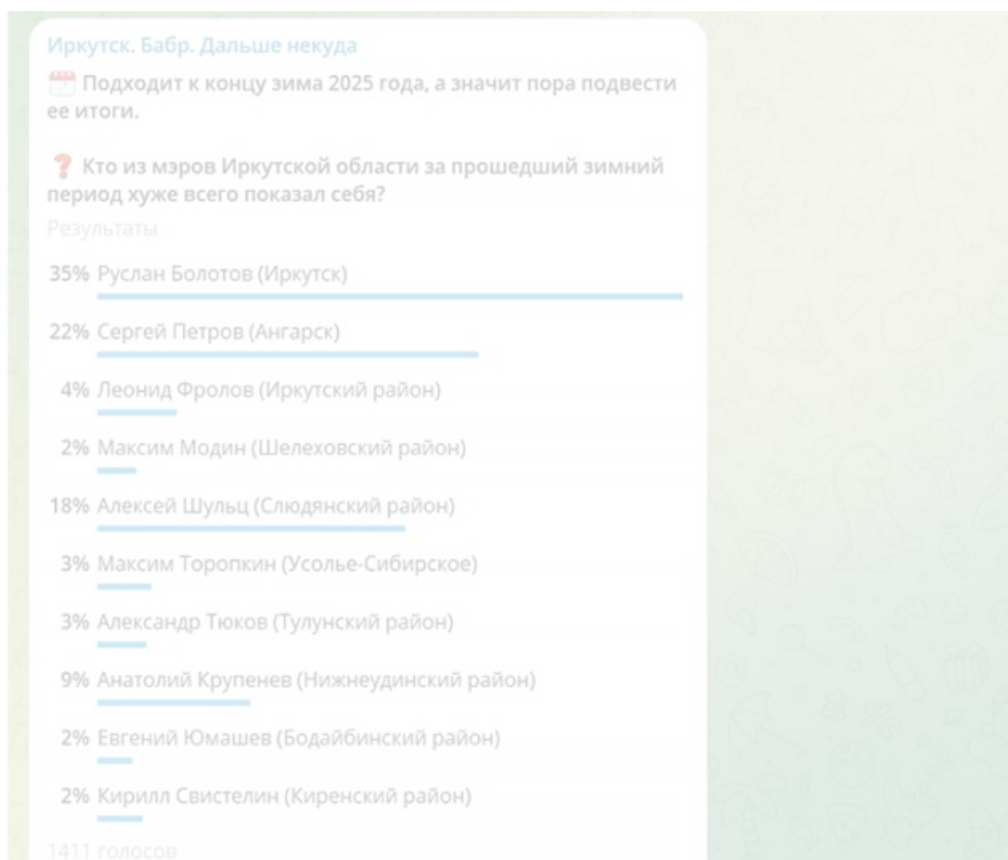 Иркутск. Бабр. Дальше некуда
Подходит к концу зима 2025 года, а значит пора подвести
ее итоги.
Кто из мэров Иркутской области за прошедший зимний
период хуже всего показал себя?
Результаты
35% Руслан Болотов (Иркутск)
22% Сергей Петров (Ангарск)
4% Леонид Фролов (Иркутский район)
2% Максим Модин (Шелеховский район)
18% Алексей Шульц (Слюдянский район)
3% Максим Торопкин (Усолье-Сибирское)
3% Александр Тюков (Тулунский район)
9% Анатолий Крупенев (Нижнеудинский район)
2% Евгений Юмашев (Бодайбинский район)
2% Кирилл Свистелин (Киренский район)
1411 голосов